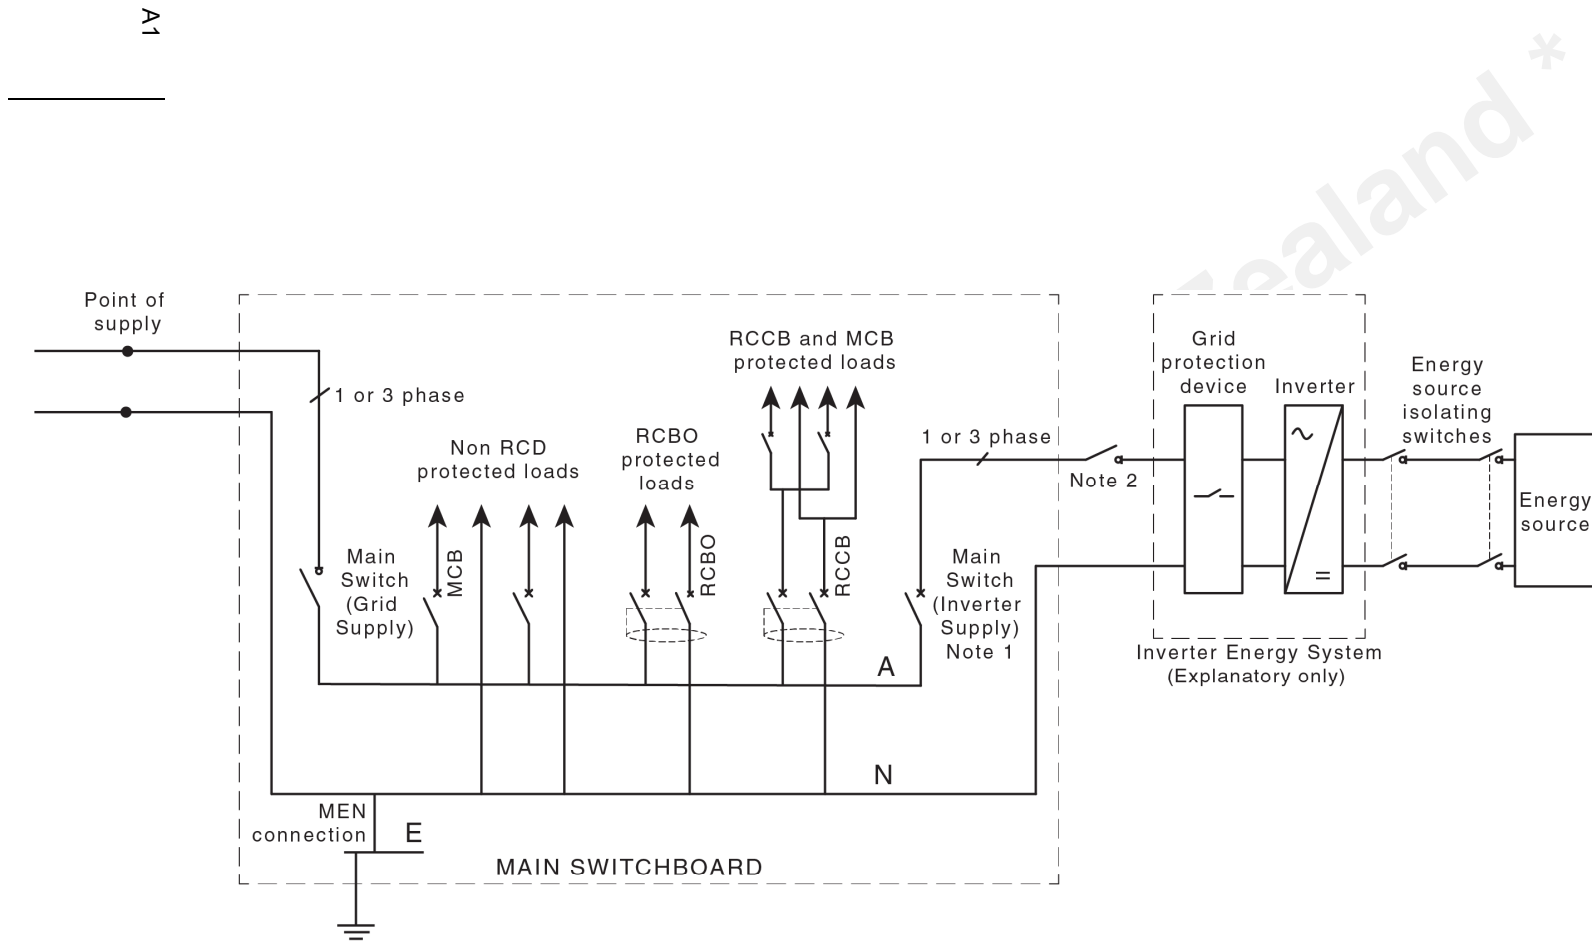 A1
Zealand *
Point of
supply
1 or 3 phase
Non RCD
protected loads
RCBO
protected
loads
RCCB and MCB
protected loads
1 or 3 phase
Note 2
Grid
protection
device
Inverter
Energy
source
isolating
switches
Energy
source
Main
Switch
(Grid
Supply)
MCB
RCBO
RCCB
Main
Switch
(Inverter
Supply)
Note 1
Inverter Energy System
(Explanatory only)
A
N
MEN
connection
E
MAIN SWITCHBOARD